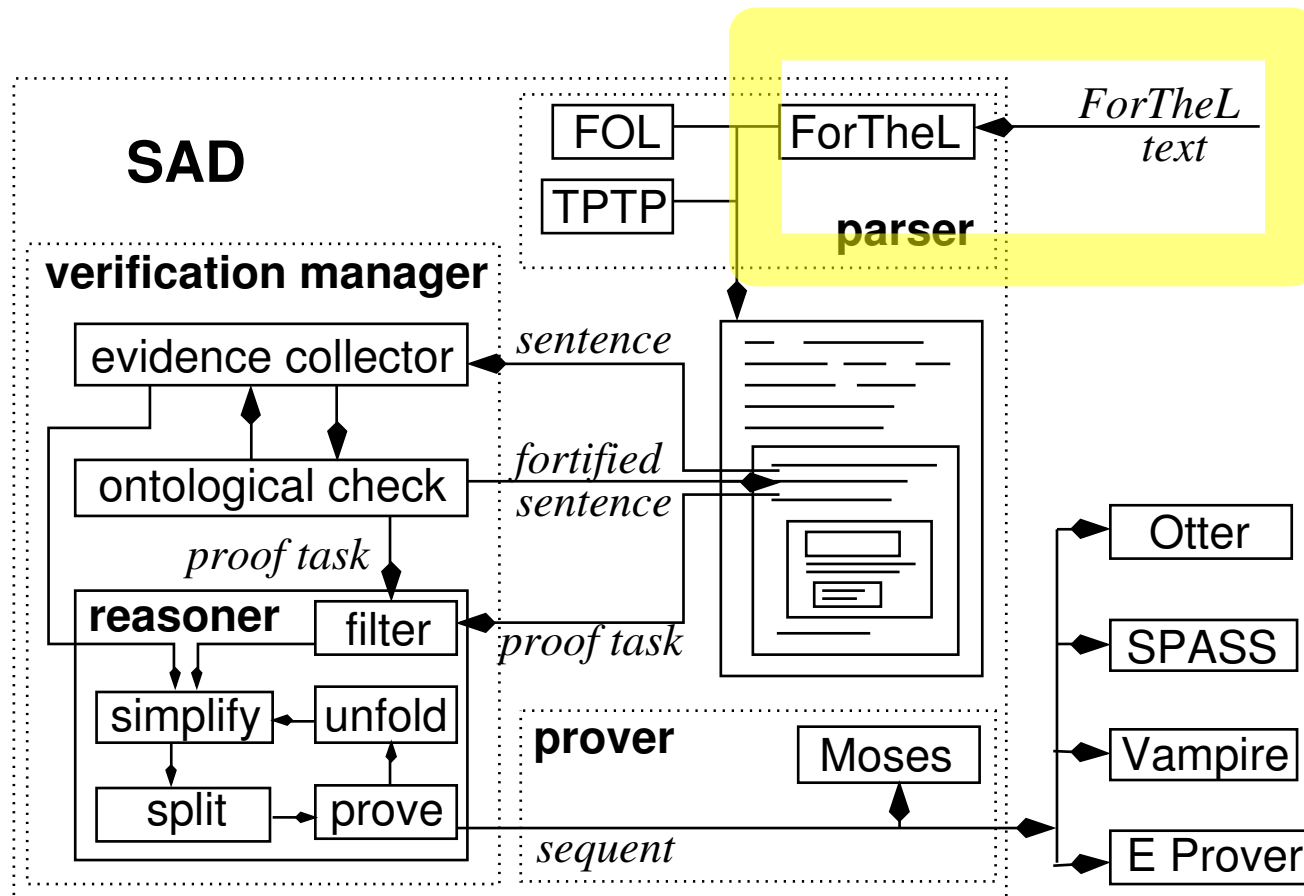 ForTheL
text
FOL
ForTheL
SAD
TPTP
parser
verification manager
evidence collector
sentence
ontological check
fortified
sentence
proof task
Otter
reasoner
filter
proof task
SPASS
simplify
unfold
prover
Moses
Vampire
split
prove
sequent
E Prover